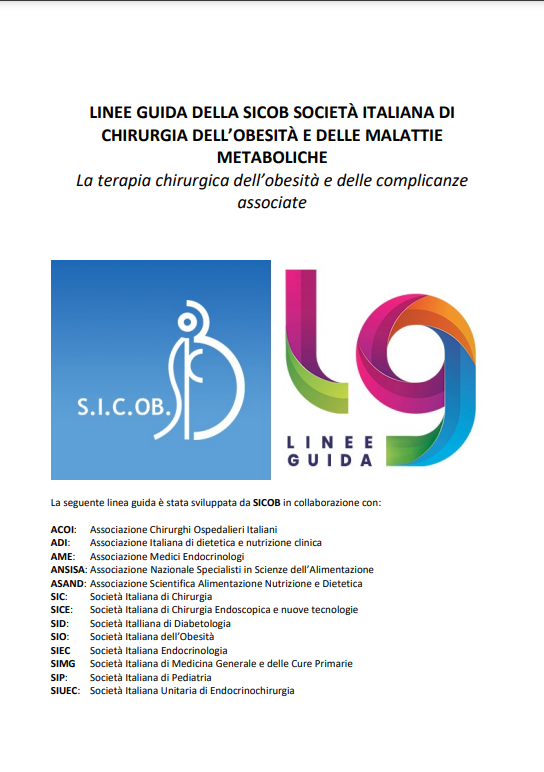 LINEE GUIDA DELLA SICOB SOCIETÀ ITALIANA DI
CHIRURGIA DELL’OBESITÀ E DELLE MALATTIE
METABOLICHE
La terapia chirurgica dell’obesità e delle complicanze
associate
S.I.C.OB.
lg
LINEE
GUIDA
La seguente linea guida è stata sviluppata da SICOB in collaborazione con:
ACOI: Associazione Chirurghi Ospedalieri Italiani
ADI: Associazione Italiana di dietetica e nutrizione clinica
AME: Associazione Medici Endocrinologi
ANSISA: Associazione Nazionale Specialisti in Scienze dell’Alimentazione
ASAND: Associazione Scientifica Alimentazione Nutrizione e Dietetica
SIC: Società Italiana di Chirurgia
SICE: Società Italiana di Chirurgia Endoscopica e nuove tecnologie
SID: Società Italliana di Diabetologia
SIO: Società Italiana dell’Obesità
SIEC Società Italiana Endocrinologia
SIMG Società Italiana di Medicina Generale e delle Cure Primarie
SIP: Società Italiana di Pediatria
SIUEC: Società Italiana Unitaria di Endocrinochirurgia